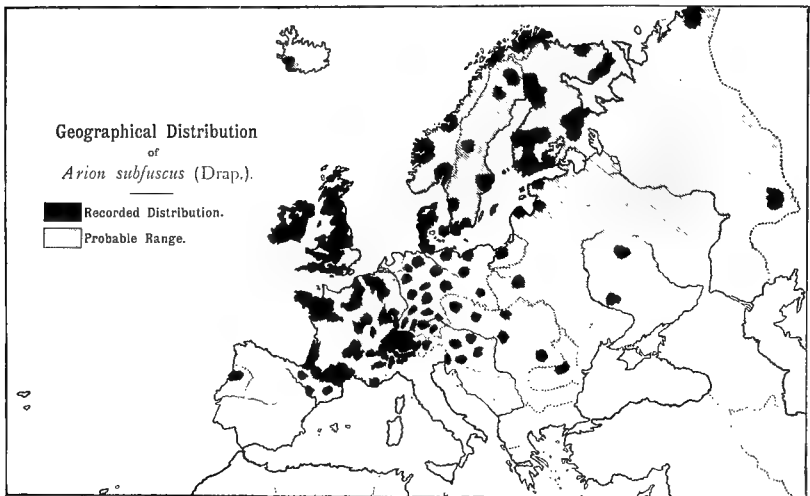 Geographical Distribution
of
Arion subfuscus (Drap.).
Recorded Distribution.
Probable Range.